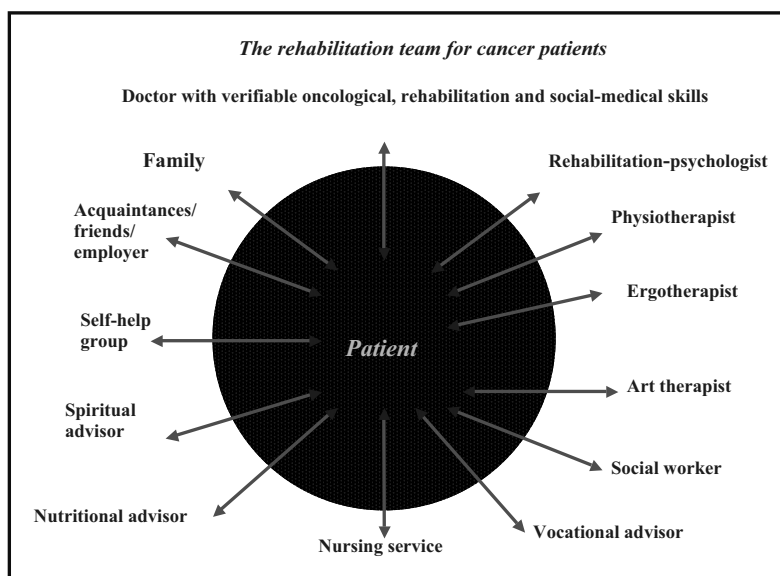 The rehabilitation team for cancer patients
Doctor with verifiable oncological, rehabilitation and social-medical skills
Family
Rehabilitation-psychologist
Acquaintances/
friends/
employer
Physiotherapist
Ergotherapist
Self-help
group
Patient
Art therapist
Spiritual
advisor
Social worker
Nutritional advisor
Nursing service
Vocational advisor